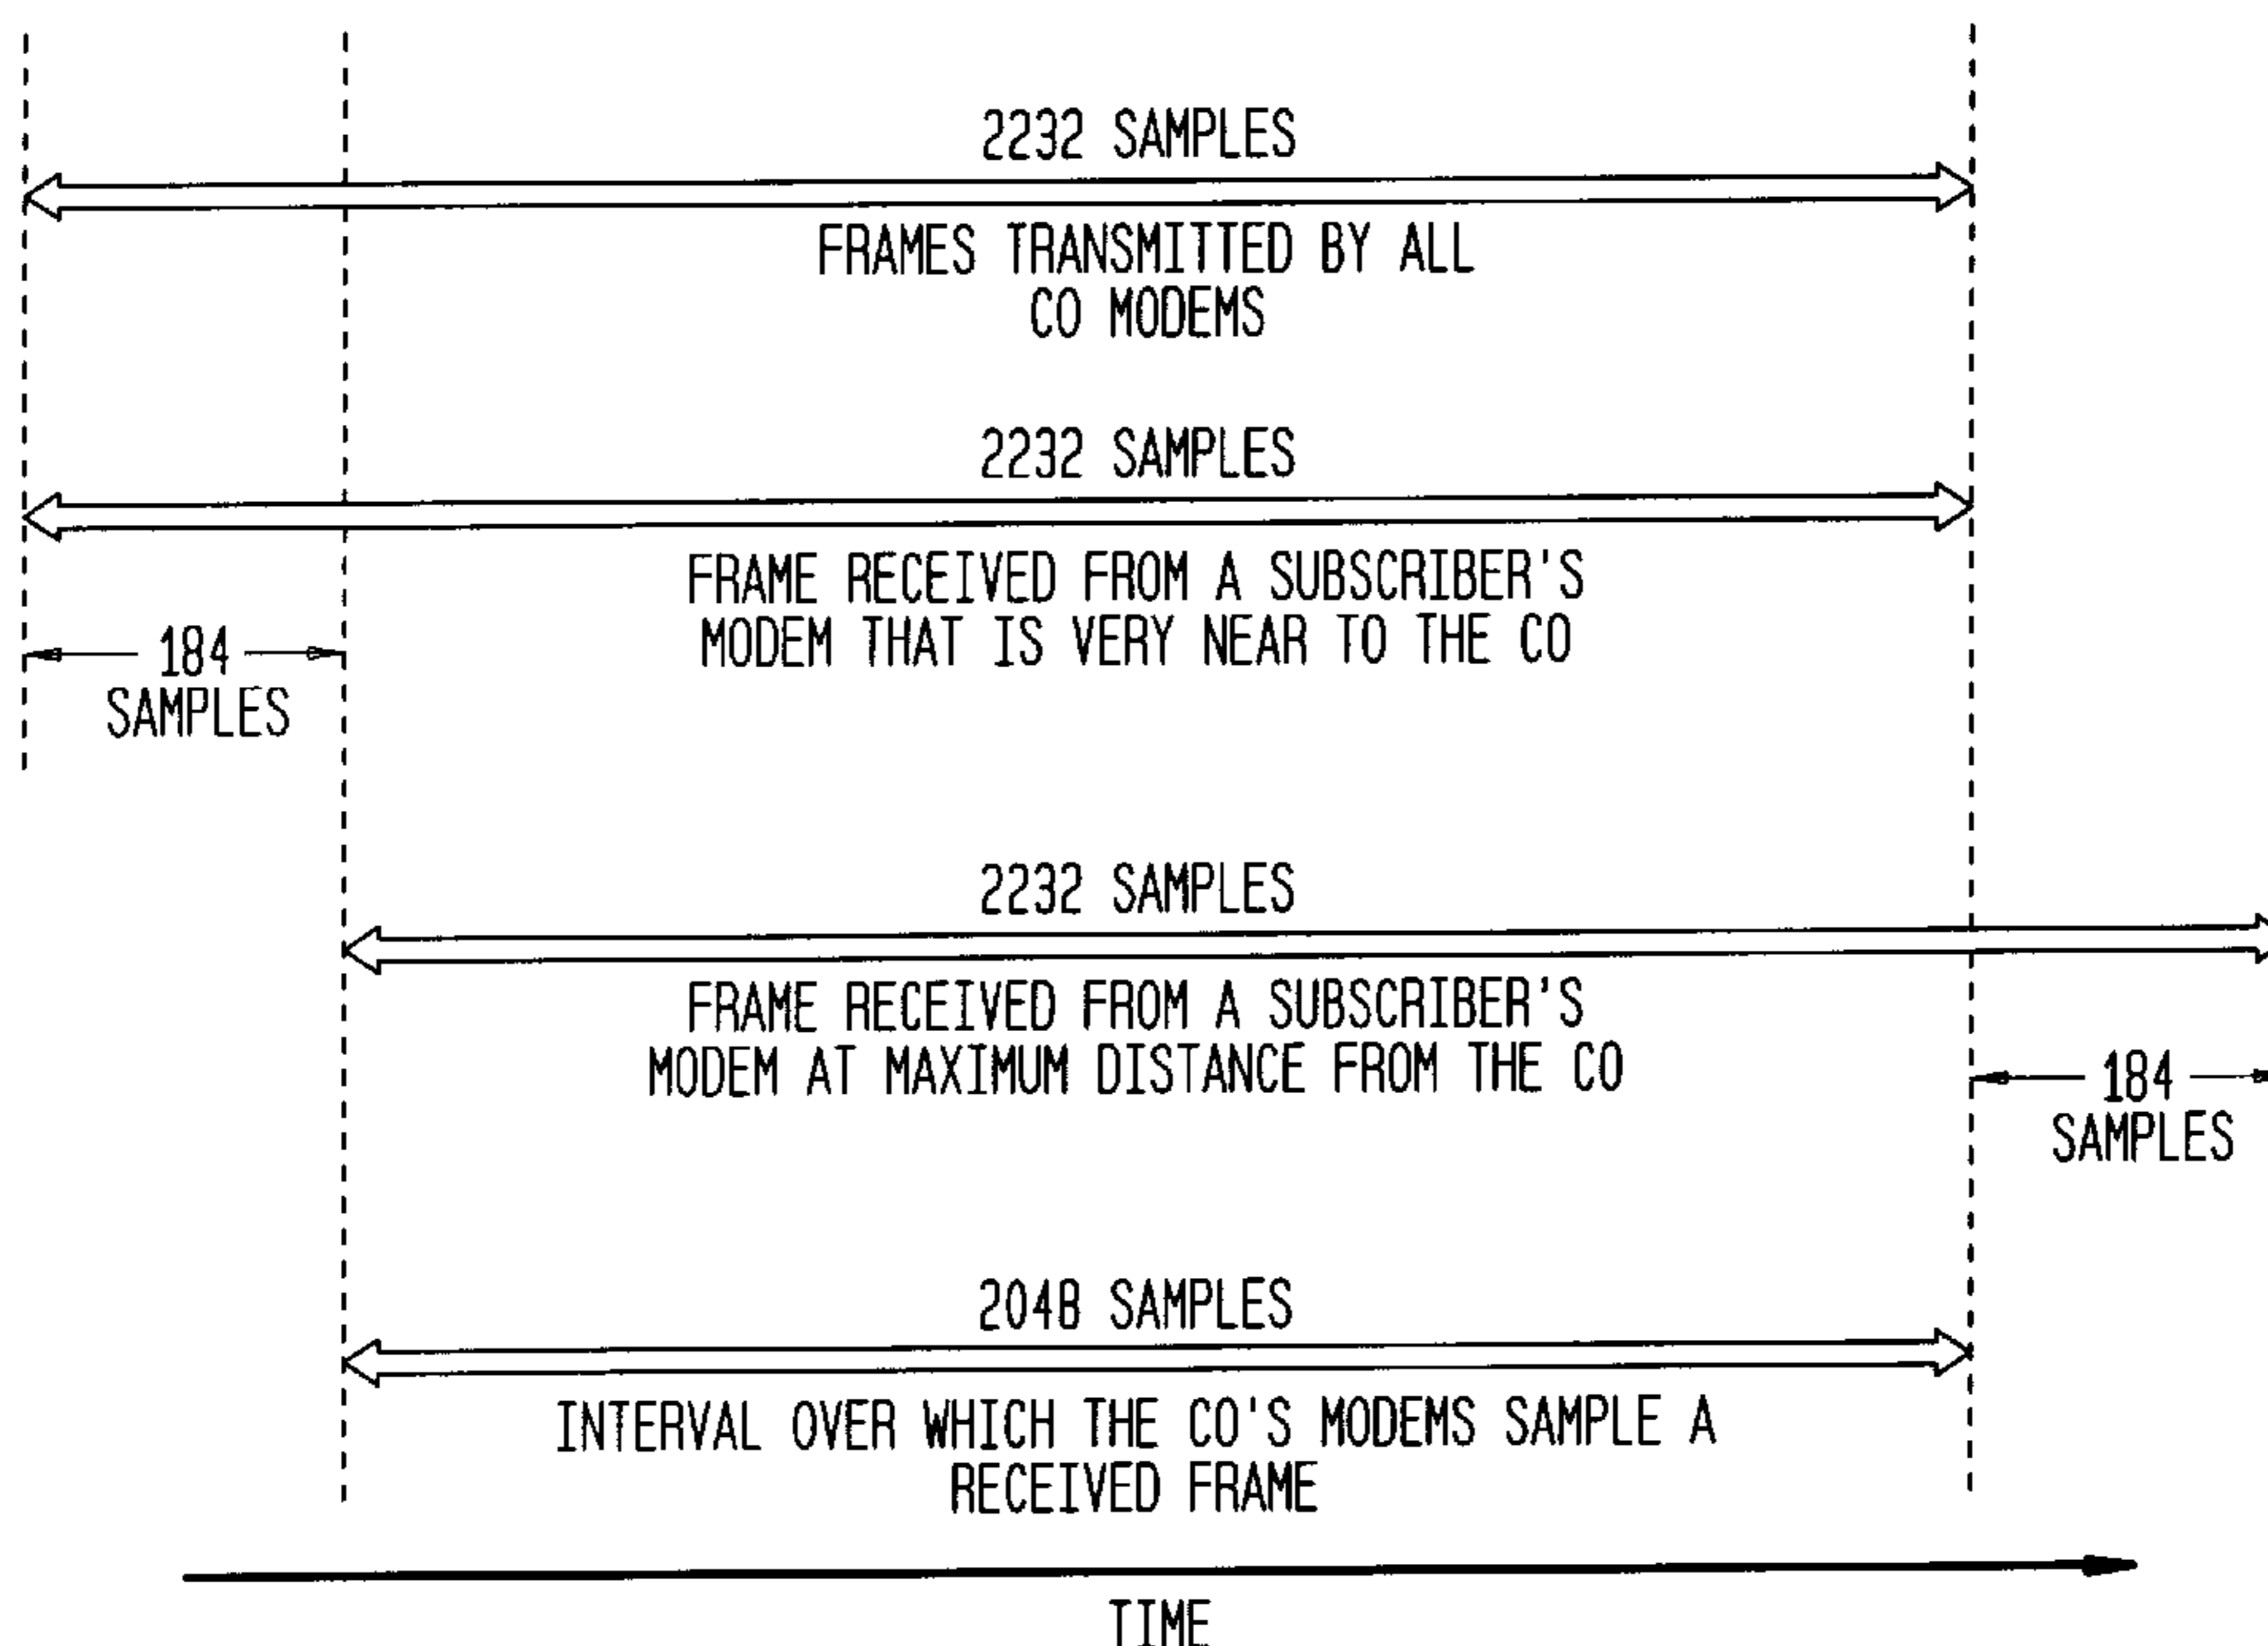 2232 SAMPLES
FRAMES TRANSMITTED BY ALL
CO MODEMS
2232 SAMPLES
FRAME RECEIVED FROM A SUBSCRIBER'S
MODEM THAT IS VERY NEAR TO THE CO
184
SAMPLES
2232 SAMPLES
FRAME RECEIVED FROM A SUBSCRIBER'S
MODEM AT MAXIMUM DISTANCE FROM THE CO
184
SAMPLES
2048 SAMPLES
INTERVAL OVER WHICH THE CO'S MODEMS SAMPLE A
RECEIVED FRAME
TIME